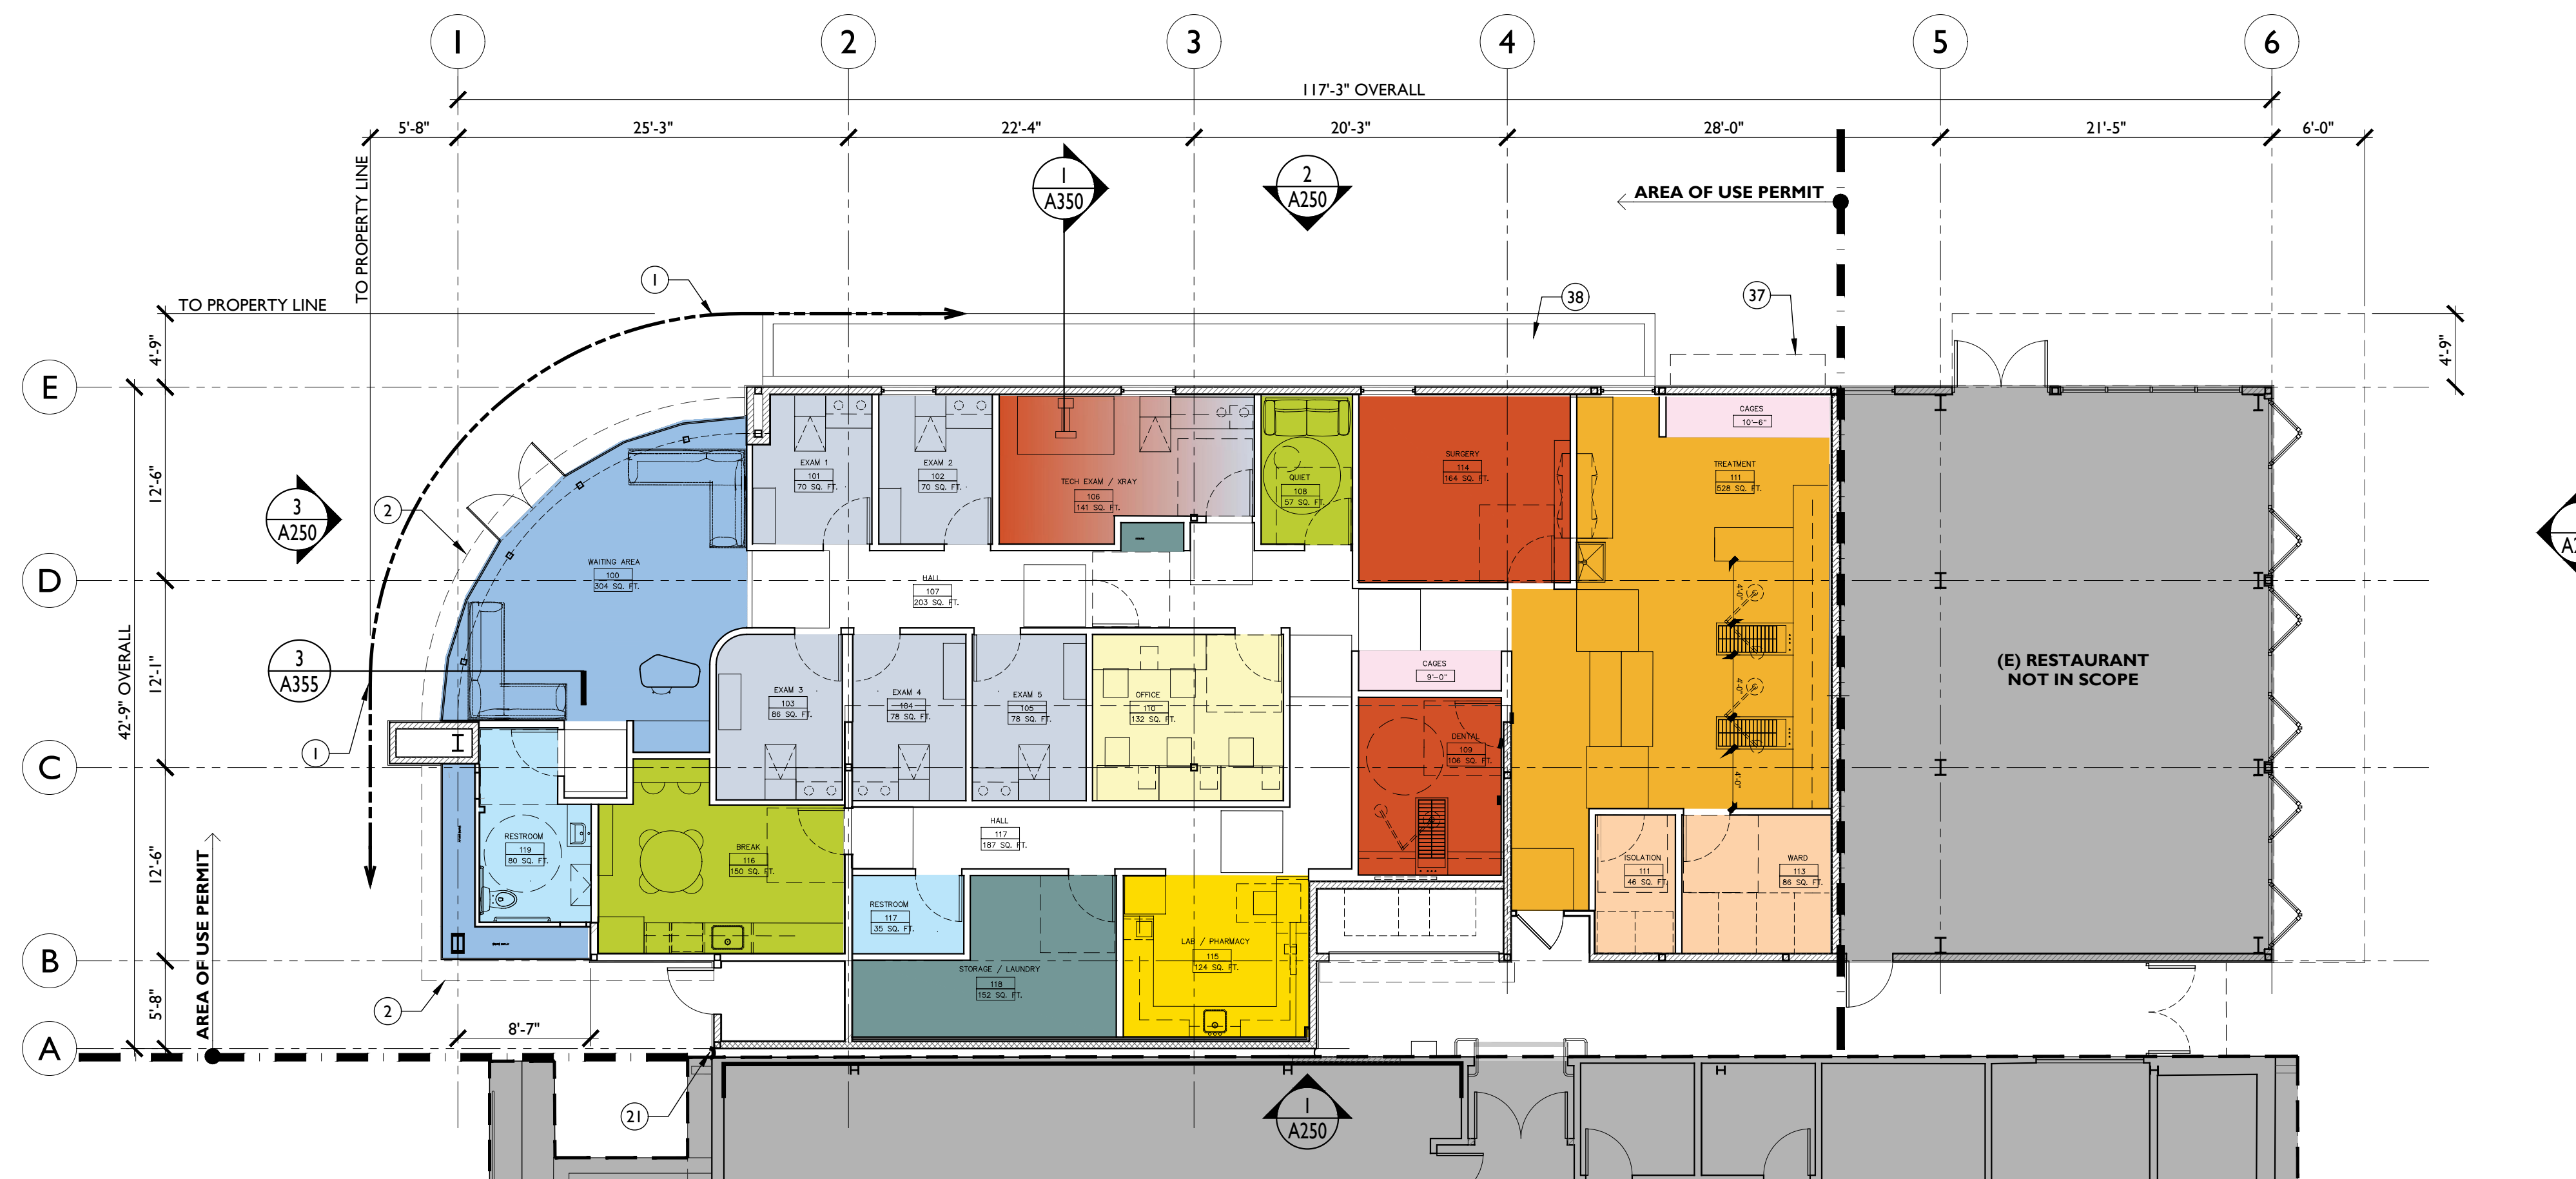 1
2
3
4
5
6
117'-3" OVERALL
5'-8"
25'-3"
22'-4"
20'-3"
28'-0"
21'-5"
6'-0"
TO PROPERTY LINE
1
A350
2
A250
AREA OF USE PERMIT
1
38
37
TO PROPERTY LINE
4'-9"
4'-9"
E
CAGES
10'-6"
EXAM 1
101
70 SQ. FT.
EXAM 2
102
70 SQ. FT.
TECH EXAM / XRAY
106
141 SQ. FT.
QUIET
108
57 SQ. FT.
SURGERY
114
164 SQ. FT.
TREATMENT
111
528 SQ. FT.
12'-6"
3
A250
2
D
WAITING AREA
100
304 SQ. FT.
HALL
107
203 SQ. FT.
4'-0"
42'-9" OVERALL
12'-1"
3
A355
EXAM 3
103
86 SQ. FT.
EXAM 4
104
78 SQ. FT.
EXAM 5
105
78 SQ. FT.
OFFICE
110
132 SQ. FT.
CAGES
9'-0"
4'-0"
(E) RESTAURANT
NOT IN SCOPE
1
C
DENTAL
109
106 SQ. FT.
4'-0"
AREA OF USE PERMIT
12'-6"
RESTROOM
119
80 SQ. FT.
BREAK
116
150 SQ. FT.
HALL
117
187 SQ. FT.
ISOLATION
111
46 SQ. FT.
WARD
113
86 SQ. FT.
RESTROOM
117
35 SQ. FT.
B
STORAGE / LAUNDRY
118
152 SQ. FT.
LAB / PHARMACY
115
124 SQ. FT.
2
5'-8"
8'-7"
A
21
1
A250